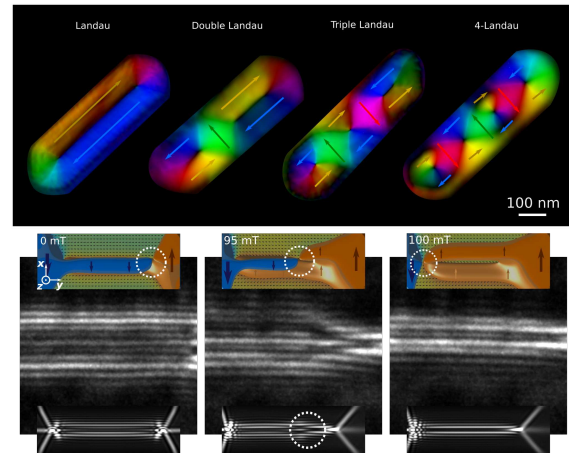 Landau
Double Landau
Triple Landau
4-Landau
100 nm
0 mT
95 mT
100 mT
x
z
y